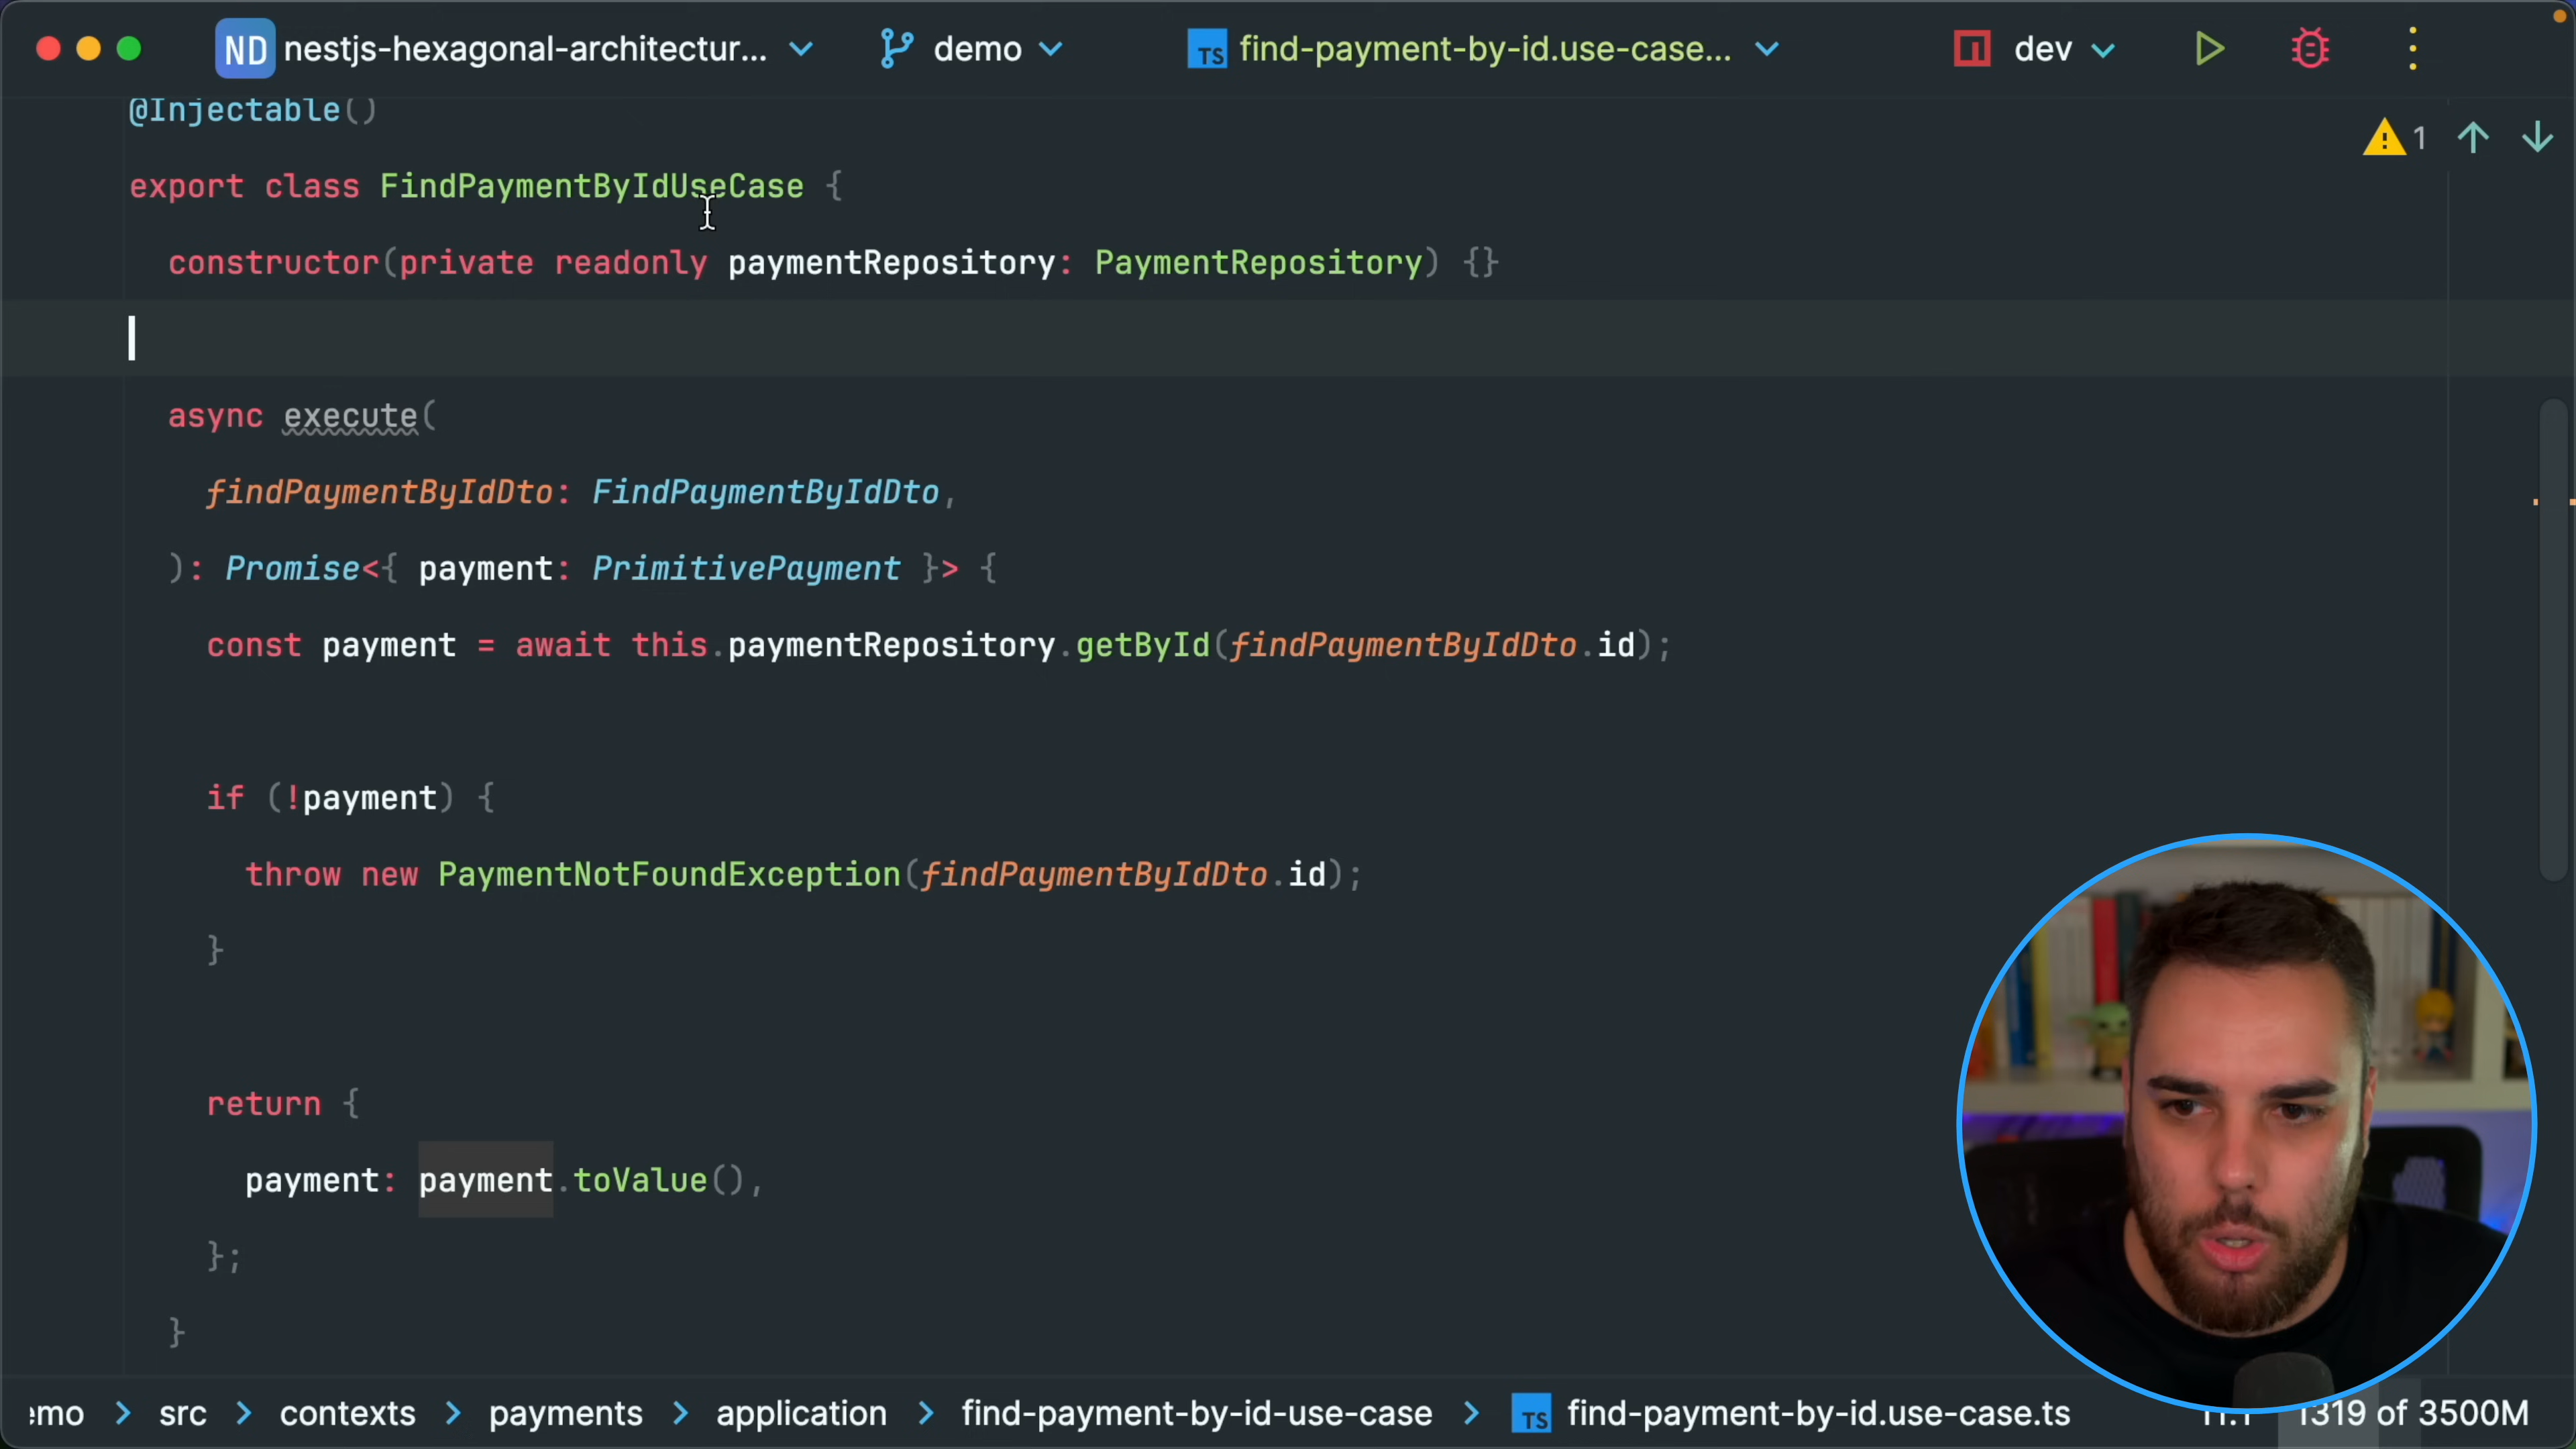 ND nestjs-hexagonal-architectur... demo TS find-payment-by-id.use-case... dev
@Injectable()
1
export class FindPaymentByIdUseCase {
constructor(private readonly paymentRepository: PaymentRepository) {}
async execute(
findPaymentByIdDto: FindPaymentByIdDto,
): Promise<{ payment: PrimitivePayment }> {
const payment = await this.paymentRepository.getById(findPaymentByIdDto.id);
if (!payment) {
throw new PaymentNotFoundException(findPaymentByIdDto.id);
}
return {
payment: payment.toValue(),
};
}
src > contexts > payments > application > find-payment-by-id-use-case > TS find-payment-by-id.use-case.ts 1319 of 3500M